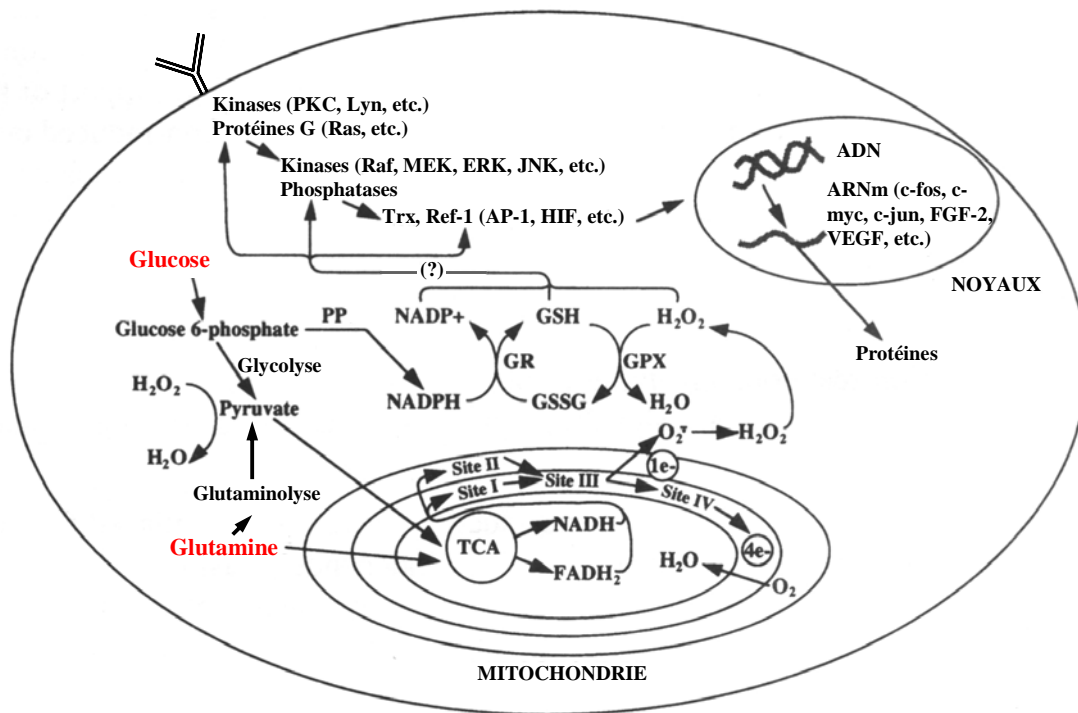 Kinases (PKC, Lyn, etc.)
Protéines G (Ras, etc.)
Kinases (Raf, MEK, ERK, JNK, etc.)
Phosphatases
Trx, Ref-1 (AP-1, HIF, etc.)
ADN
ARNm (c-fos, c-
myc, c-jun, FGF-2,
VEGF, etc.)
NOYAUX
Protéines
(?)
Glucose
Glucose 6-phosphate
PP
NADP+
GSH
H₂O₂
Glycolyse
GR
GPX
H₂O₂
NADPH
GSSG
H₂O
Pyruvate
H₂O
O₂
H₂O₂
1e-
Site II
Site I
Site III
Site IV
Glutaminolyse
Glutamine
TCA
NADH
FADH₂
4e-
H₂O
O₂
MITOCHONDRIE